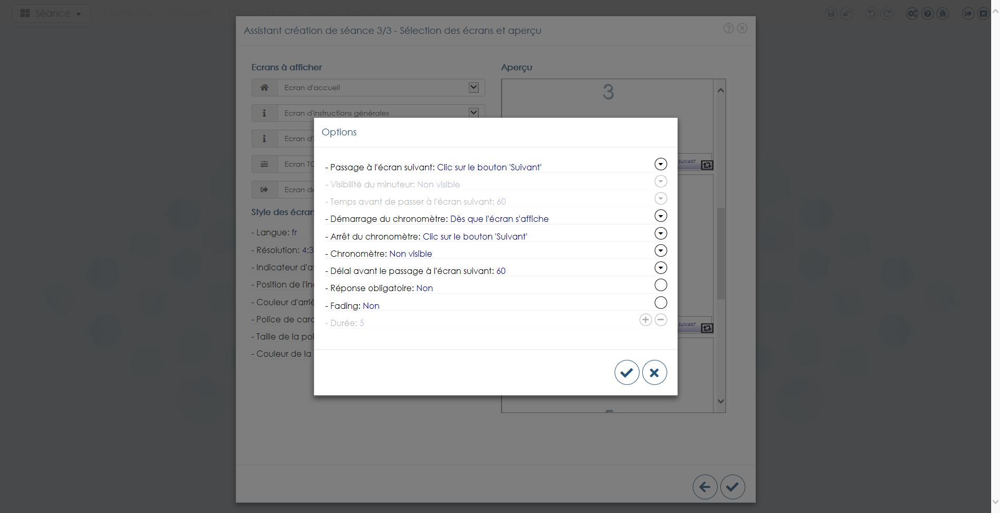 Séance
Assistant création de séance 3/3 - Sélection des écrans et aperçu
Ecrans à afficher
Aperçu
Ecran d'accueil
3
Ecran d'instructions générales
Options
Ecran d'
SUIVANT
- Passage à l'écran suivant: Clic sur le bouton 'Suivant'
Ecran TC
- Visibilité du minuteur: Non visible
Ecran de
- Temps avant de passer à l'écran suivant: 60
Style des écran
- Démarrage du chronomètre: Dès que l'écran s'affiche
- Langue: fr
- Arrêt du chronomètre: Clic sur le bouton 'Suivant'
- Résolution: 4:3
- Chronomètre: Non visible
- Indicateur d'a
- Délai avant le passage à l'écran suivant: 60
- Position de l'in
- Réponse obligatoire: Non
- Couleur d'arriè
- Fading: Non
- Police de cara
- Durée: 5
SUIVANT
- Taille de la pol
- Couleur de la